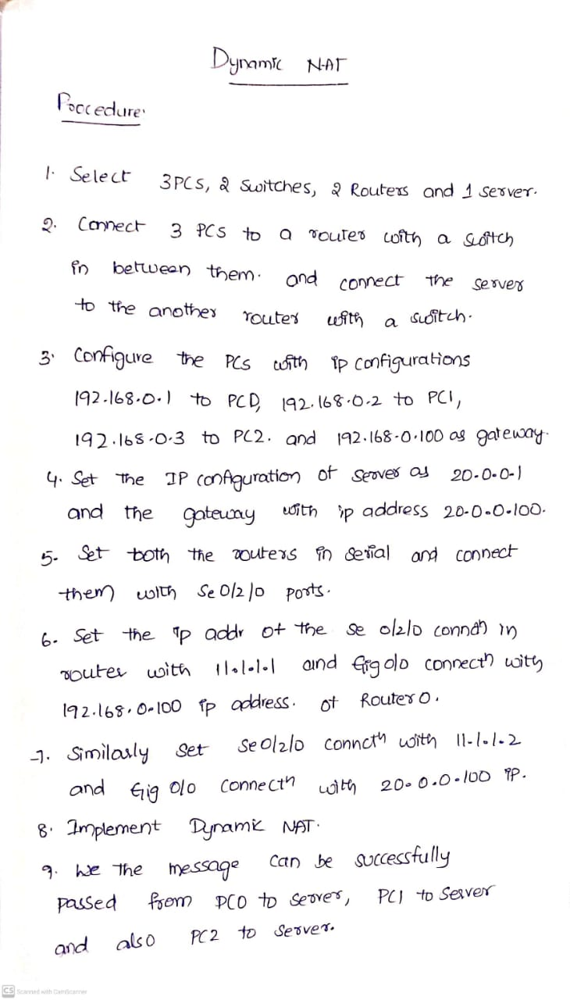 Dynamic NAT
Procedure:
1. Select 3PCs, 2 Switches, 2 Routers and 1 server.
2. Connect 3 PCs to a router with a switch
in between them. and connect the server
to the another router with a switch.
3. Configure the PCs with ip configurations
192.168.0.1 to PC0, 192.168.0.2 to PC1,
192.168.0.3 to PC2. and 192.168.0.100 as gateway.
4. Set the IP configuration of server as 20.0.0.1
and the gateway with ip address 20.0.0.100.
5. Set both the routers in serial and connect
them with Se 0/2/0 ports.
6. Set the ip addr of the se 0/2/0 connan in
router with 11.1.1.1 and Gig 0/0 connectn with
192.168.0.100 ip address. of Router 0.
7. Similarly set Se 0/2/0 conncth with 11.1.1.2
and Gig 0/0 Connectn with 20.0.0.100 IP.
8. Implement Dynamic NAT.
9. We the message can be successfully
passed from PC0 to server, PC1 to Server
and also PC2 to Server.
CS Scanned with CamScanner